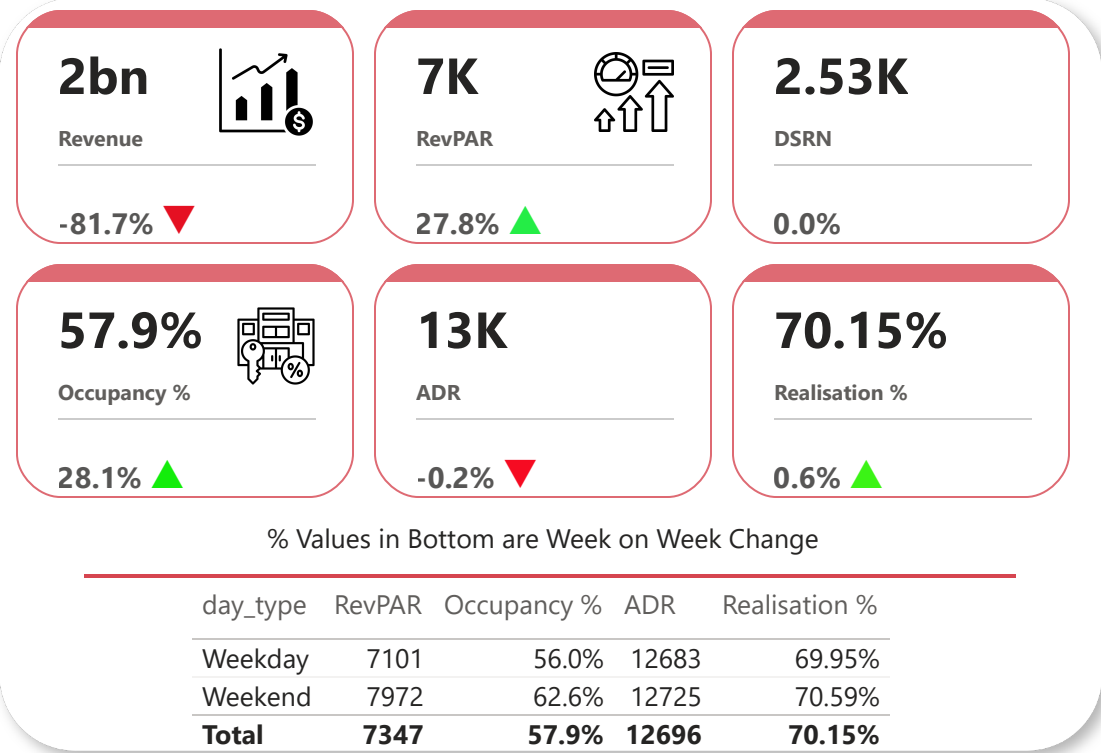 2bn
Revenue
-81.7%
7K
RevPAR
27.8%
2.53K
DSRN
0.0%
57.9%
Occupancy %
28.1%
13K
ADR
-0.2%
70.15%
Realisation %
0.6%
% Values in Bottom are Week on Week Change
day_type RevPAR Occupancy % ADR Realisation %
Weekday 7101 56.0% 12683 69.95%
Weekend 7972 62.6% 12725 70.59%
Total 7347 57.9% 12696 70.15%